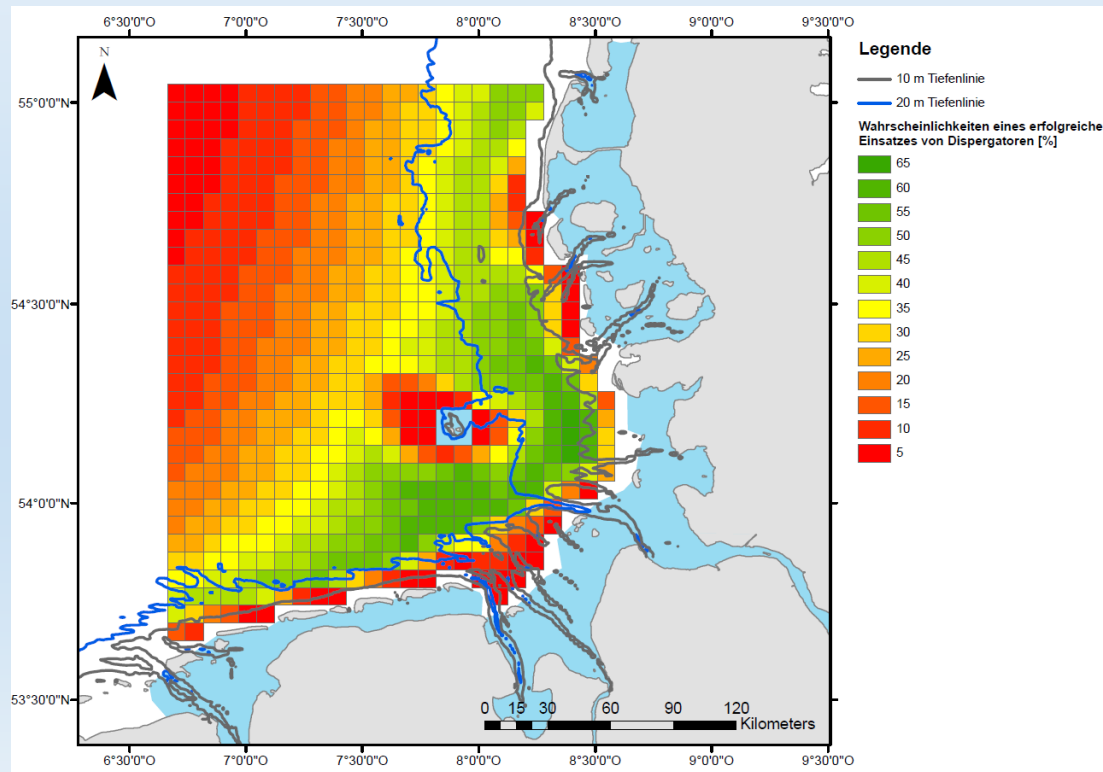 6°30'0"O 7°0'0"O 7°30'0"O 8°0'0"O 8°30'0"O 9°0'0"O 9°30'0"O
N
55°0'0"N
54°30'0"N
54°0'0"N
53°30'0"N
0 15 30 60 90 120
Kilometers
6°30'0"O 7°0'0"O 7°30'0"O 8°0'0"O 8°30'0"O 9°0'0"O 9°30'0"O
Legende
10 m Tiefenlinie
20 m Tiefenlinie
Wahrscheinlichkeiten eines erfolgreiche
Einsatzes von Dispergatoren [%]
65
60
55
50
45
40
35
30
25
20
15
10
5